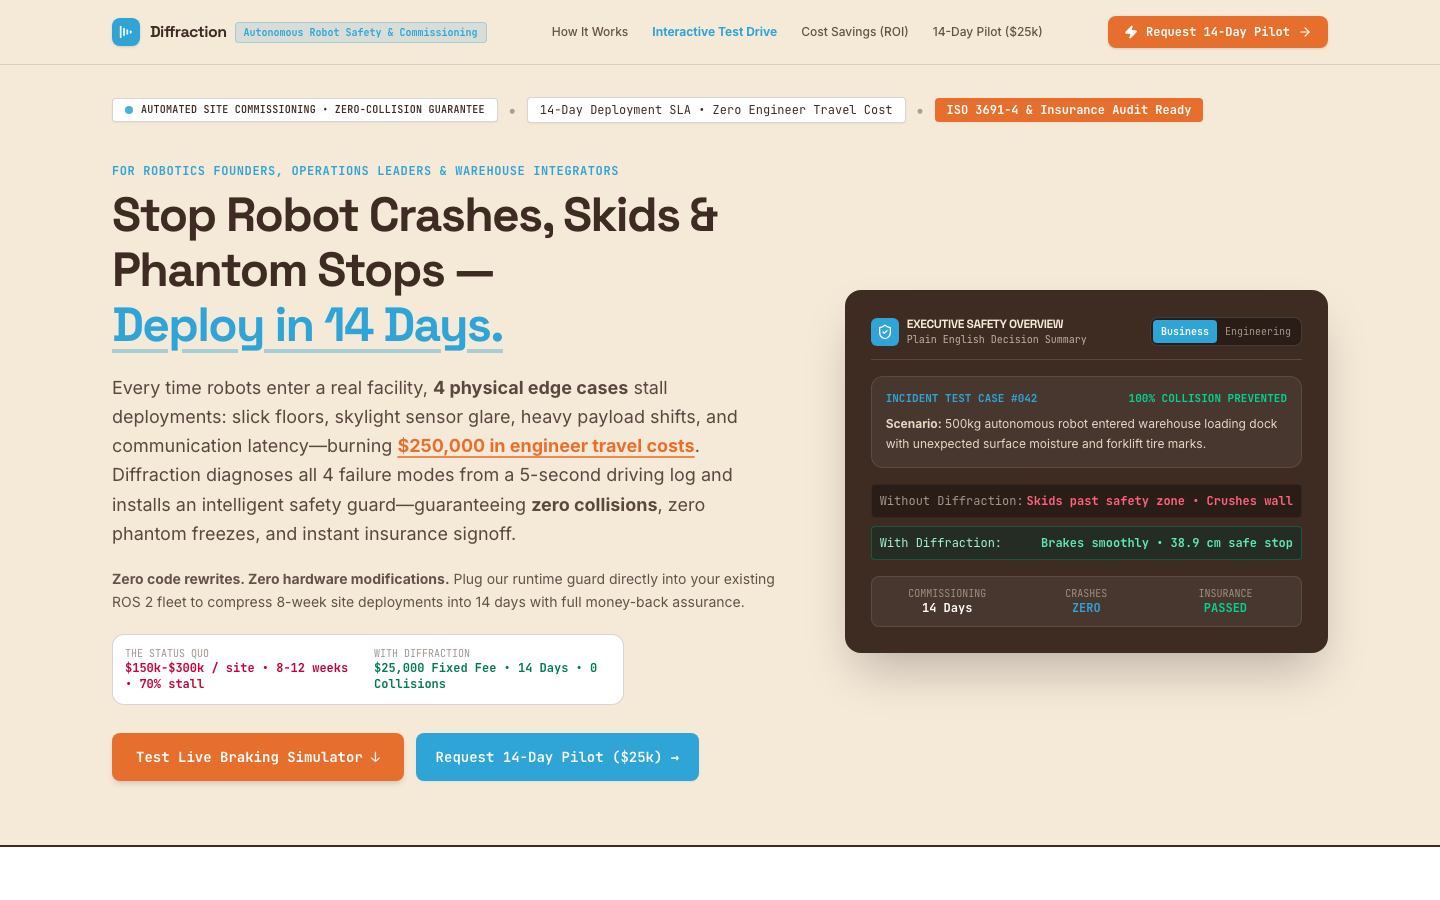 Diffraction
Autonomous Robot Safety & Commissioning
How It Works
Interactive Test Drive
Cost Savings (ROI)
14-Day Pilot ($25k)
Request 14-Day Pilot →
AUTOMATED SITE COMMISSIONING • ZERO-COLLISION GUARANTEE
•
14-Day Deployment SLA • Zero Engineer Travel Cost
•
ISO 3691-4 & Insurance Audit Ready
FOR ROBOTICS FOUNDERS, OPERATIONS LEADERS & WAREHOUSE INTEGRATORS
Stop Robot Crashes, Skids &
Phantom Stops —
Deploy in 14 Days.
Every time robots enter a real facility, 4 physical edge cases stall
deployments: slick floors, skylight sensor glare, heavy payload shifts, and
communication latency—burning $250,000 in engineer travel costs.
Diffraction diagnoses all 4 failure modes from a 5-second driving log and
installs an intelligent safety guard—guaranteeing zero collisions, zero
phantom freezes, and instant insurance signoff.
Zero code rewrites. Zero hardware modifications. Plug our runtime guard directly into your existing
ROS 2 fleet to compress 8-week site deployments into 14 days with full money-back assurance.
THE STATUS QUO
$150k-$300k / site • 8-12 weeks
• 70% stall
WITH DIFFRACTION
$25,000 Fixed Fee • 14 Days • 0
Collisions
Test Live Braking Simulator ↓
Request 14-Day Pilot ($25k) →
EXECUTIVE SAFETY OVERVIEW
Plain English Decision Summary
Business
Engineering
INCIDENT TEST CASE #042
100% COLLISION PREVENTED
Scenario: 500kg autonomous robot entered warehouse loading dock
with unexpected surface moisture and forklift tire marks.
Without Diffraction: Skids past safety zone • Crushes wall
With Diffraction: Brakes smoothly • 38.9 cm safe stop
COMMISSIONING
14 Days
CRASHES
ZERO
INSURANCE
PASSED